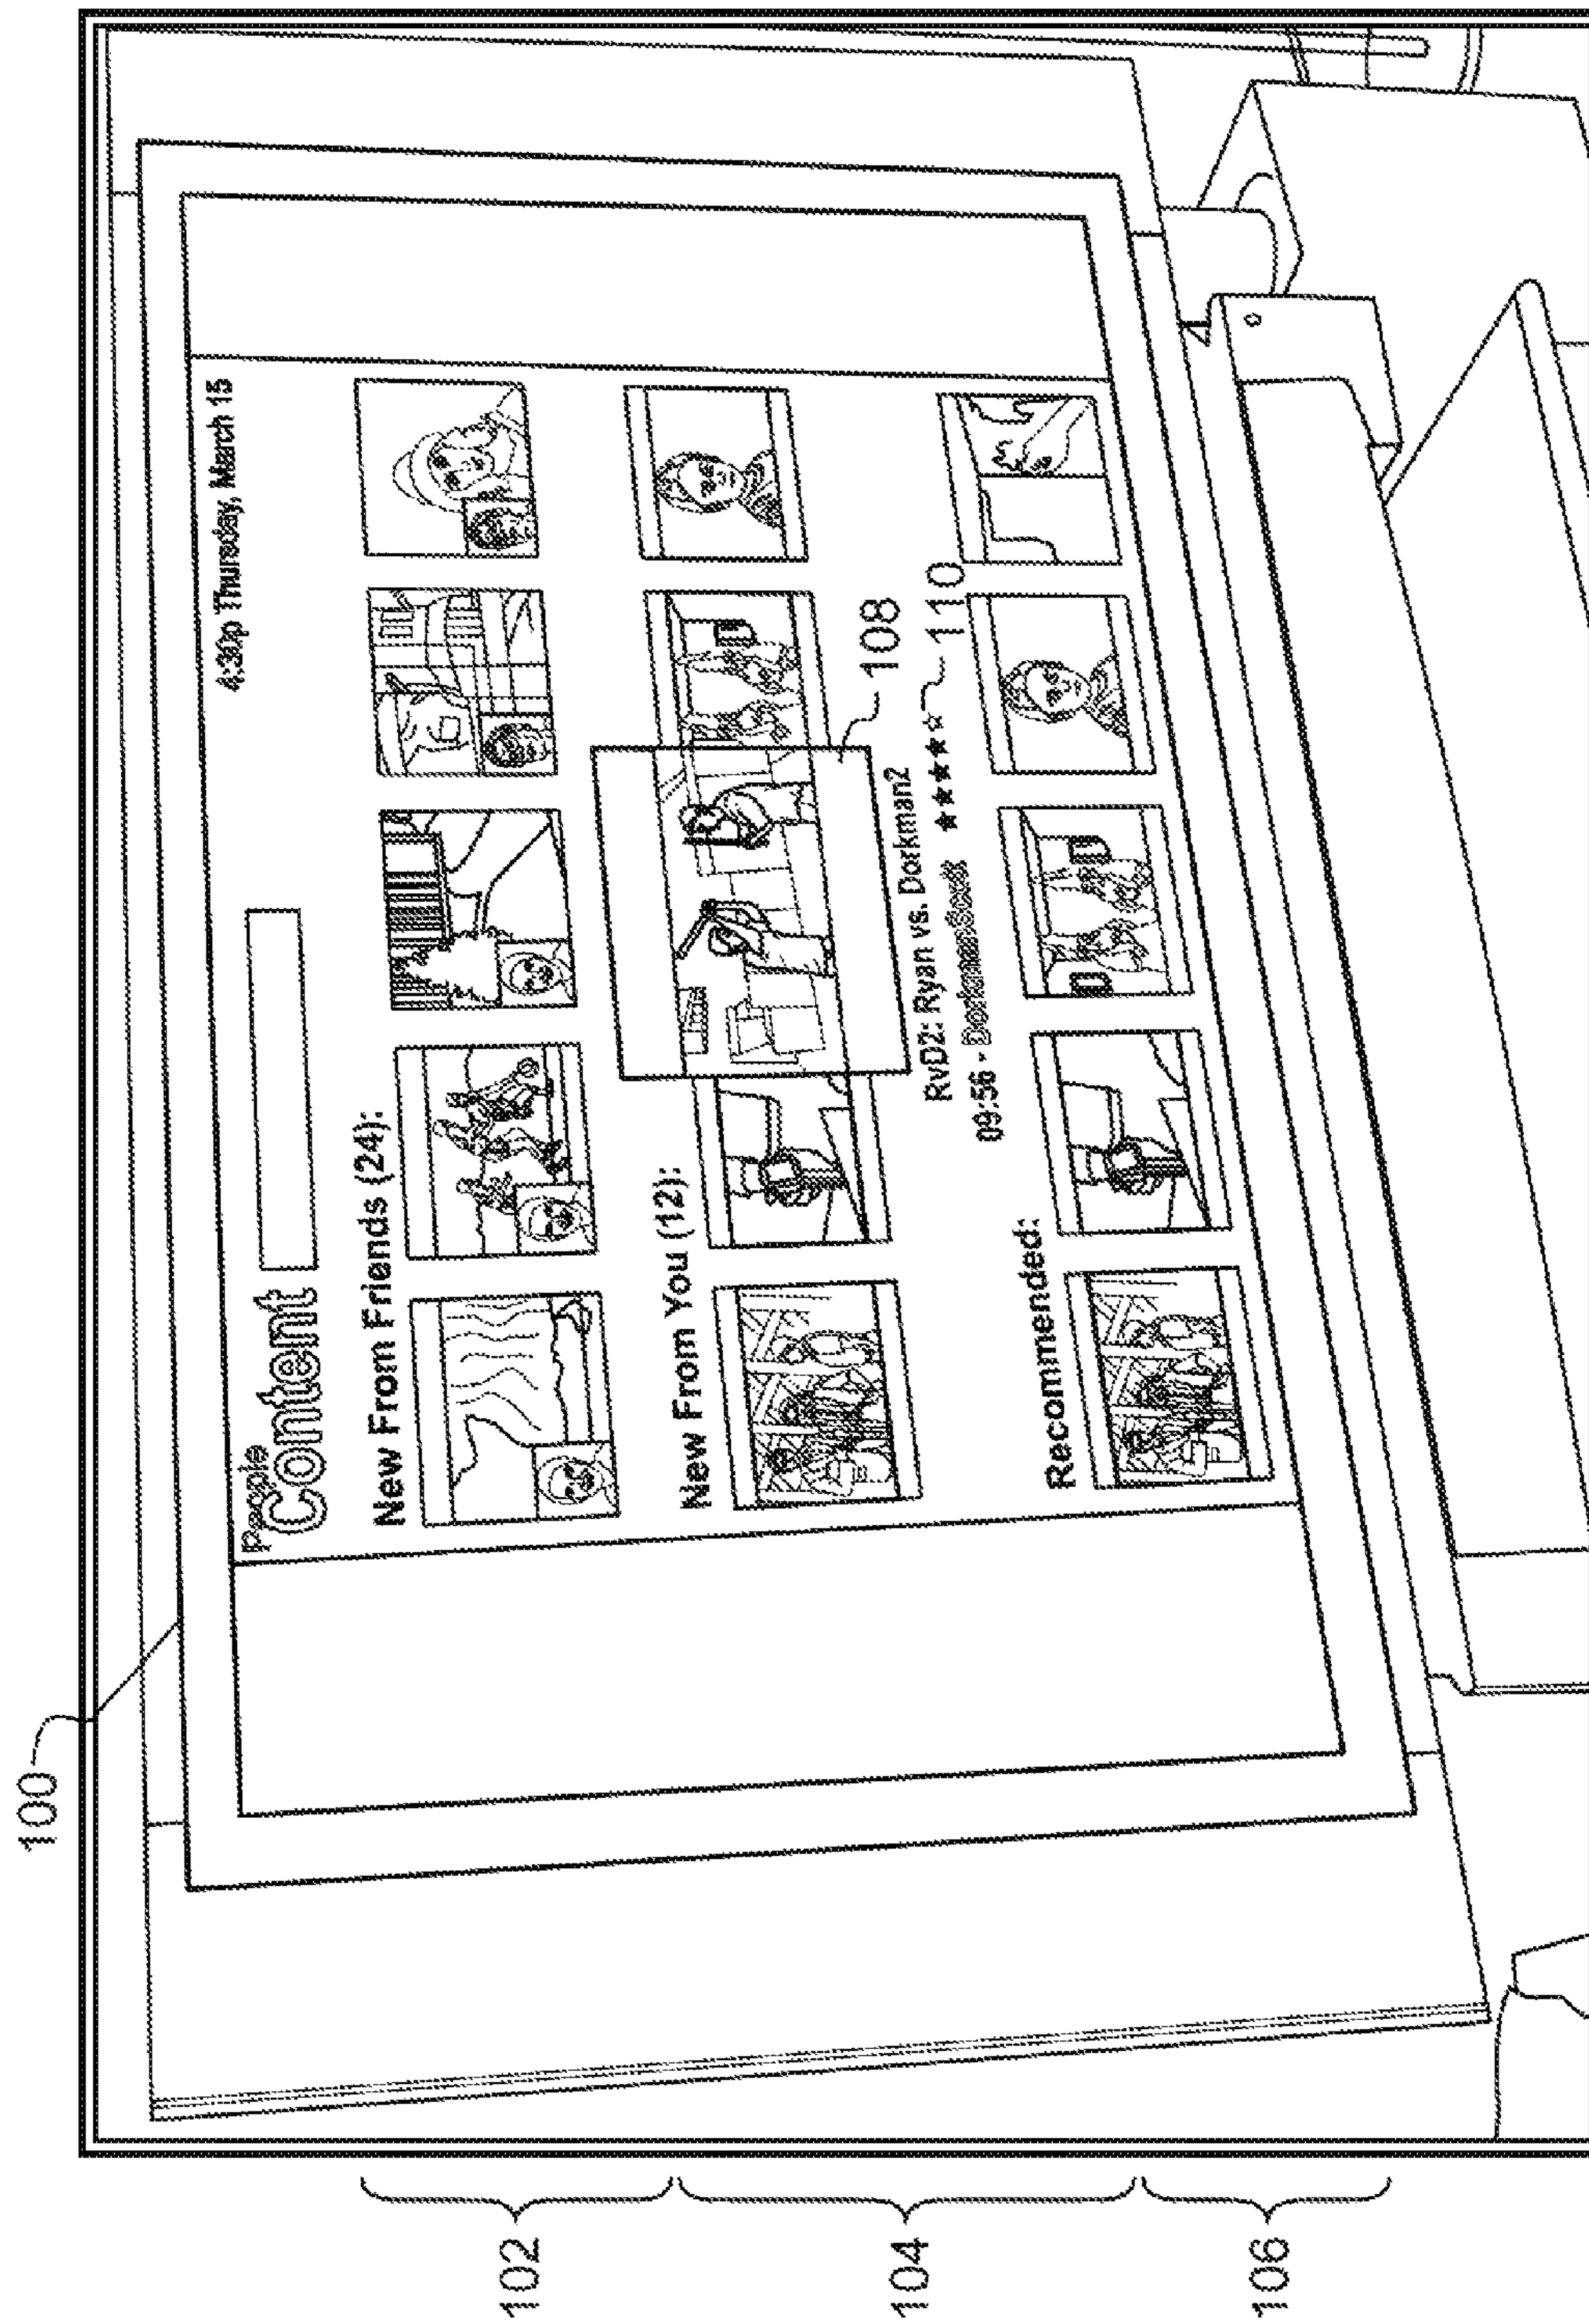 100
People
Content
4:30p Thursday, March 15
New From Friends (24):
102
New From You (12):
104
108
RvD2: Ryan vs. Dorkman2
09:56 - DorkmanScott ★★★★☆
110
Recommended:
106